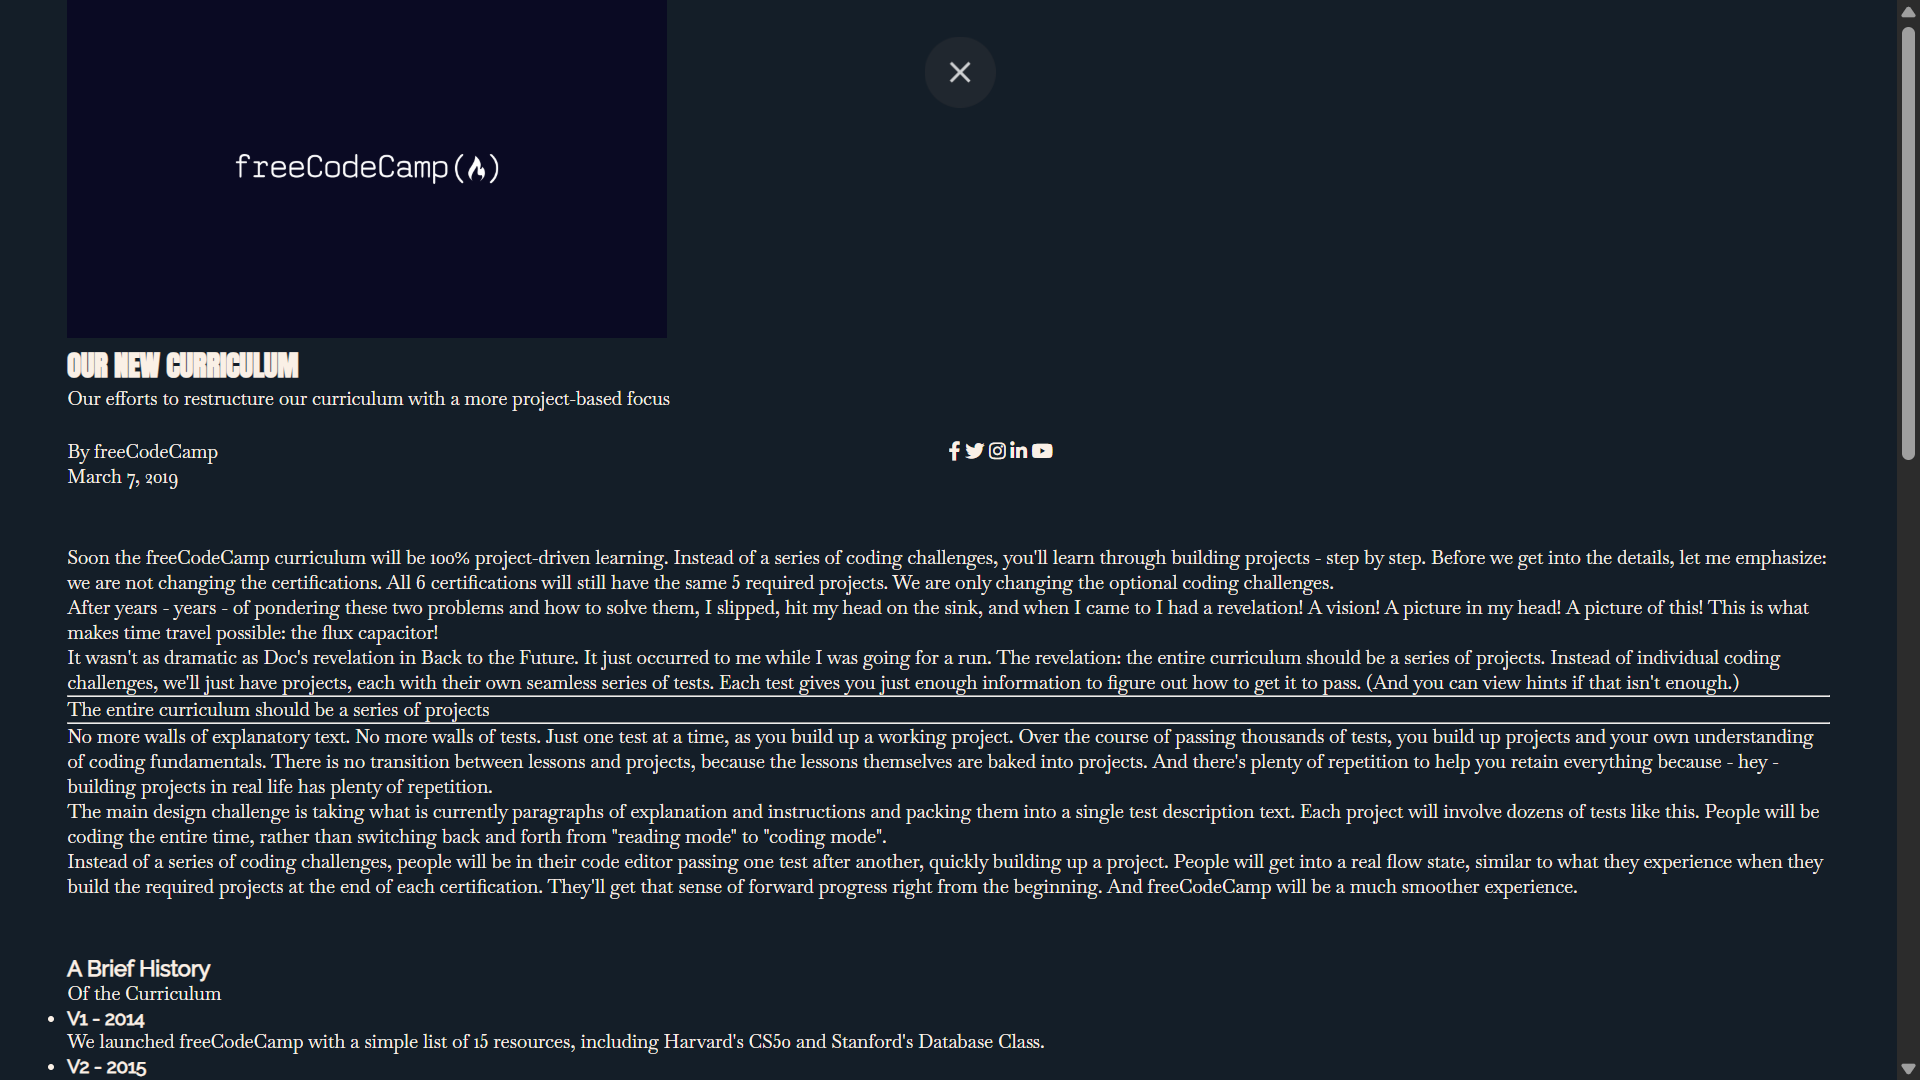 freeCodeCamp(🔥)
OUR NEW CURRICULUM
Our efforts to restructure our curriculum with a more project-based focus
By freeCodeCamp
March 7, 2019
Soon the freeCodeCamp curriculum will be 100% project-driven learning. Instead of a series of coding challenges, you'll learn through building projects - step by step. Before we get into the details, let me emphasize:
we are not changing the certifications. All 6 certifications will still have the same 5 required projects. We are only changing the optional coding challenges.
After years - years - of pondering these two problems and how to solve them, I slipped, hit my head on the sink, and when I came to I had a revelation! A vision! A picture in my head! A picture of this! This is what
makes time travel possible: the flux capacitor!
It wasn't as dramatic as Doc's revelation in Back to the Future. It just occurred to me while I was going for a run. The revelation: the entire curriculum should be a series of projects. Instead of individual coding
challenges, we'll just have projects, each with their own seamless series of tests. Each test gives you just enough information to figure out how to get it to pass. (And you can view hints if that isn't enough.)
The entire curriculum should be a series of projects
No more walls of explanatory text. No more walls of tests. Just one test at a time, as you build up a working project. Over the course of passing thousands of tests, you build up projects and your own understanding
of coding fundamentals. There is no transition between lessons and projects, because the lessons themselves are baked into projects. And there's plenty of repetition to help you retain everything because - hey -
building projects in real life has plenty of repetition.
The main design challenge is taking what is currently paragraphs of explanation and instructions and packing them into a single test description text. Each project will involve dozens of tests like this. People will be
coding the entire time, rather than switching back and forth from "reading mode" to "coding mode".
Instead of a series of coding challenges, people will be in their code editor passing one test after another, quickly building up a project. People will get into a real flow state, similar to what they experience when they
build the required projects at the end of each certification. They'll get that sense of forward progress right from the beginning. And freeCodeCamp will be a much smoother experience.
A Brief History
Of the Curriculum
• V1 - 2014
We launched freeCodeCamp with a simple list of 15 resources, including Harvard's CS50 and Stanford's Database Class.
• V2 - 2015